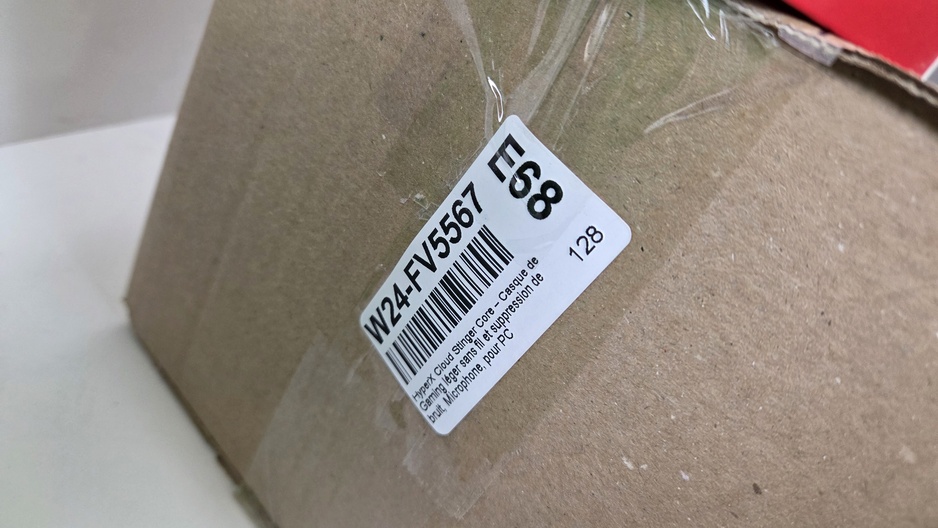 W24-FV5567
E68
HyperX Cloud Stinger Core – Casque de
Gaming léger sans fil et suppression de
bruit, Microphone, pour PC
128